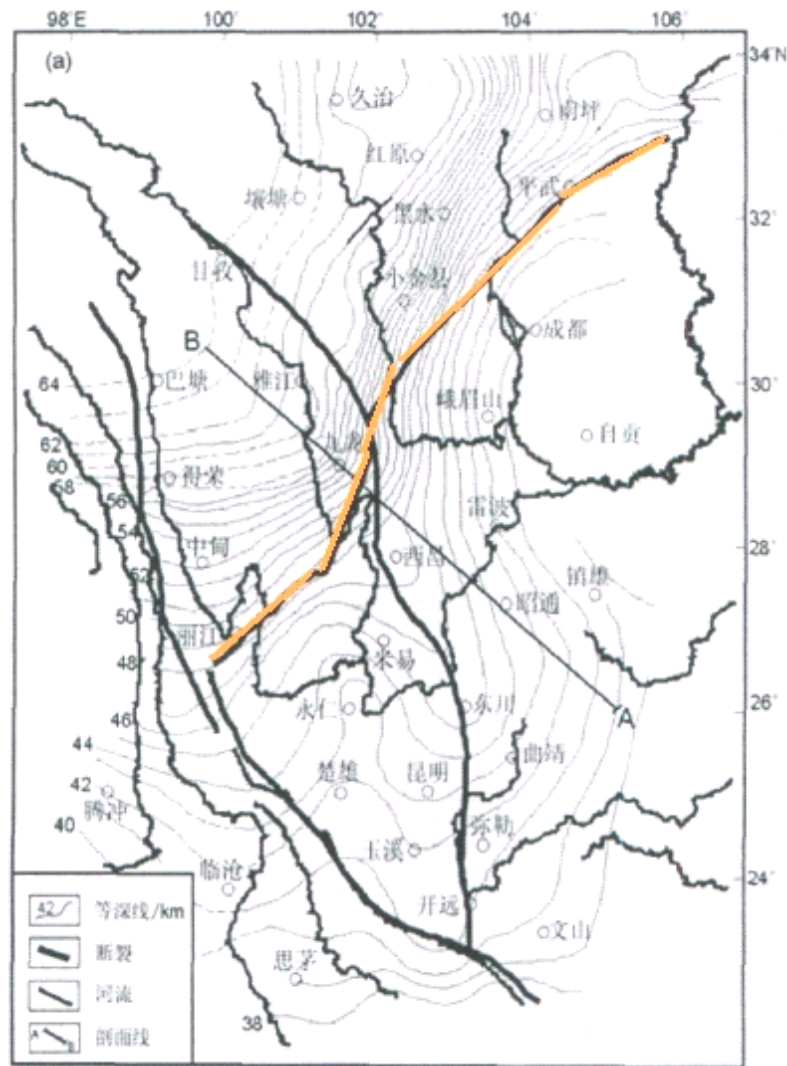 98°E 100° 102° 104° 106°
(a)
34°N
久治
南坪
红原
平武
壤塘
黑水
32°
甘孜
小金县
B
成都
64
巴塘
雅江
30°
峨眉山
自贡
62
九龙
60
得荣
58
56
雷波
54
中甸
28°
西昌
镇雄
52
昭通
50
丽江
48
米易
永仁
东川
26°
A
46
曲靖
44
楚雄
昆明
42
腾冲
弥勒
40
玉溪
临沧
24°
开远
文山
思茅
38
42 等深线/km
断裂
河流
A B 剖面线